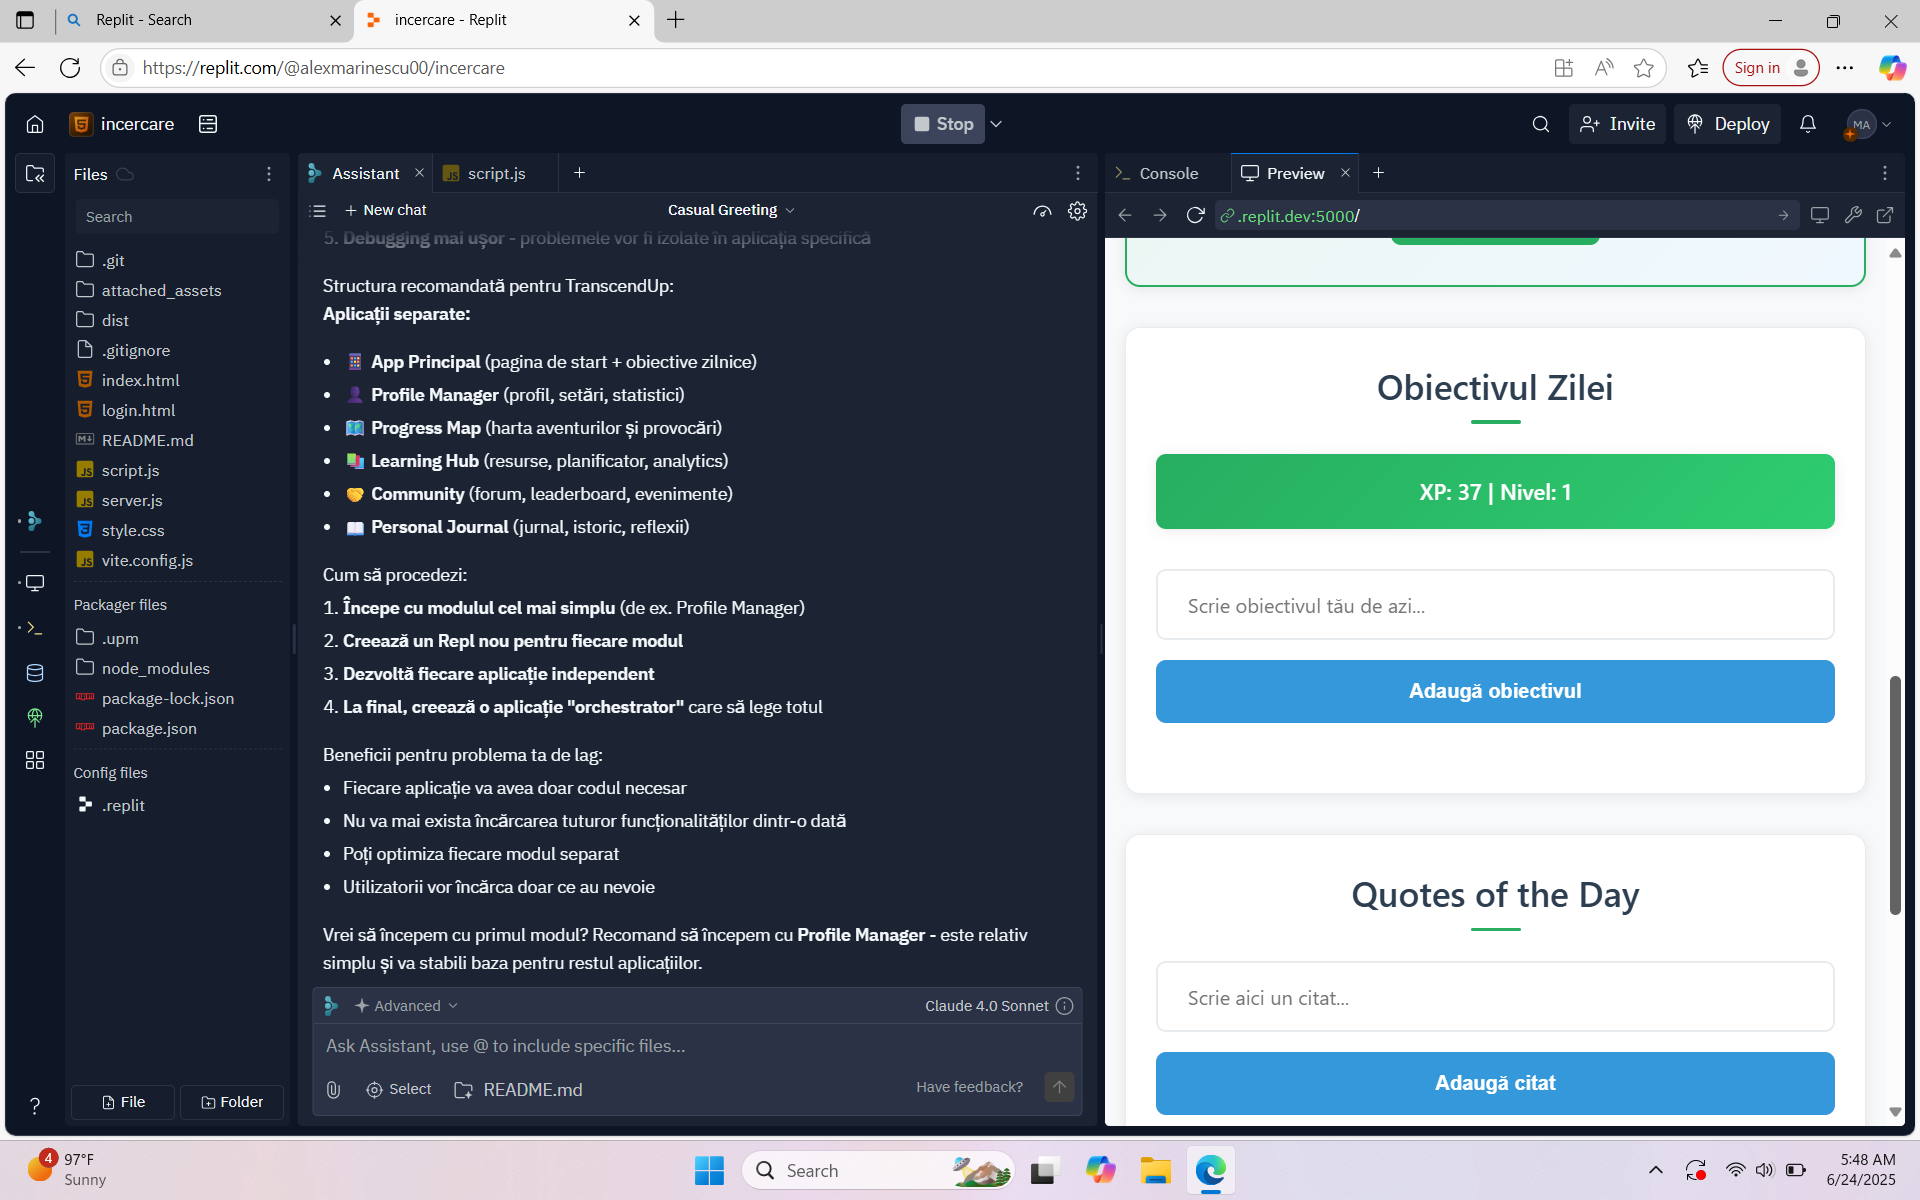 Replit - Search
incercare - Replit
https://replit.com/@alexmarinescu00/incercare
Sign in
incercare
Stop
Invite
Deploy
MA
Files
Search
.git
attached_assets
dist
.gitignore
index.html
login.html
README.md
script.js
server.js
style.css
vite.config.js
Packager files
.upm
node_modules
package-lock.json
package.json
Config files
.replit
File
Folder
Assistant
script.js
New chat
Casual Greeting
5. Debugging mai ușor - problemele vor fi izolate în aplicația specifică
Structura recomandată pentru TranscendUp:
Aplicații separate:
• App Principal (pagina de start + obiective zilnice)
• Profile Manager (profil, setări, statistici)
• Progress Map (harta aventurilor și provocări)
• Learning Hub (resurse, planificator, analytics)
• Community (forum, leaderboard, evenimente)
• Personal Journal (jurnal, istoric, reflexii)
Cum să procedezi:
1. Începe cu modulul cel mai simplu (de ex. Profile Manager)
2. Creează un Repl nou pentru fiecare modul
3. Dezvoltă fiecare aplicație independent
4. La final, creează o aplicație "orchestrator" care să lege totul
Beneficii pentru problema ta de lag:
• Fiecare aplicație va avea doar codul necesar
• Nu va mai exista încărcarea tuturor funcționalităților dintr-o dată
• Poți optimiza fiecare modul separat
• Utilizatorii vor încărca doar ce au nevoie
Vrei să începem cu primul modul? Recomand să începem cu Profile Manager - este relativ
simplu și va stabili baza pentru restul aplicațiilor.
Advanced
Claude 4.0 Sonnet
Ask Assistant, use @ to include specific files...
Select
README.md
Have feedback?
Console
Preview
.replit.dev:5000/
Obiectivul Zilei
XP: 37 | Nivel: 1
Scrie obiectivul tău de azi...
Adaugă obiectivul
Quotes of the Day
Scrie aici un citat...
Adaugă citat
4
97°F
Sunny
Search
5:48 AM
6/24/2025